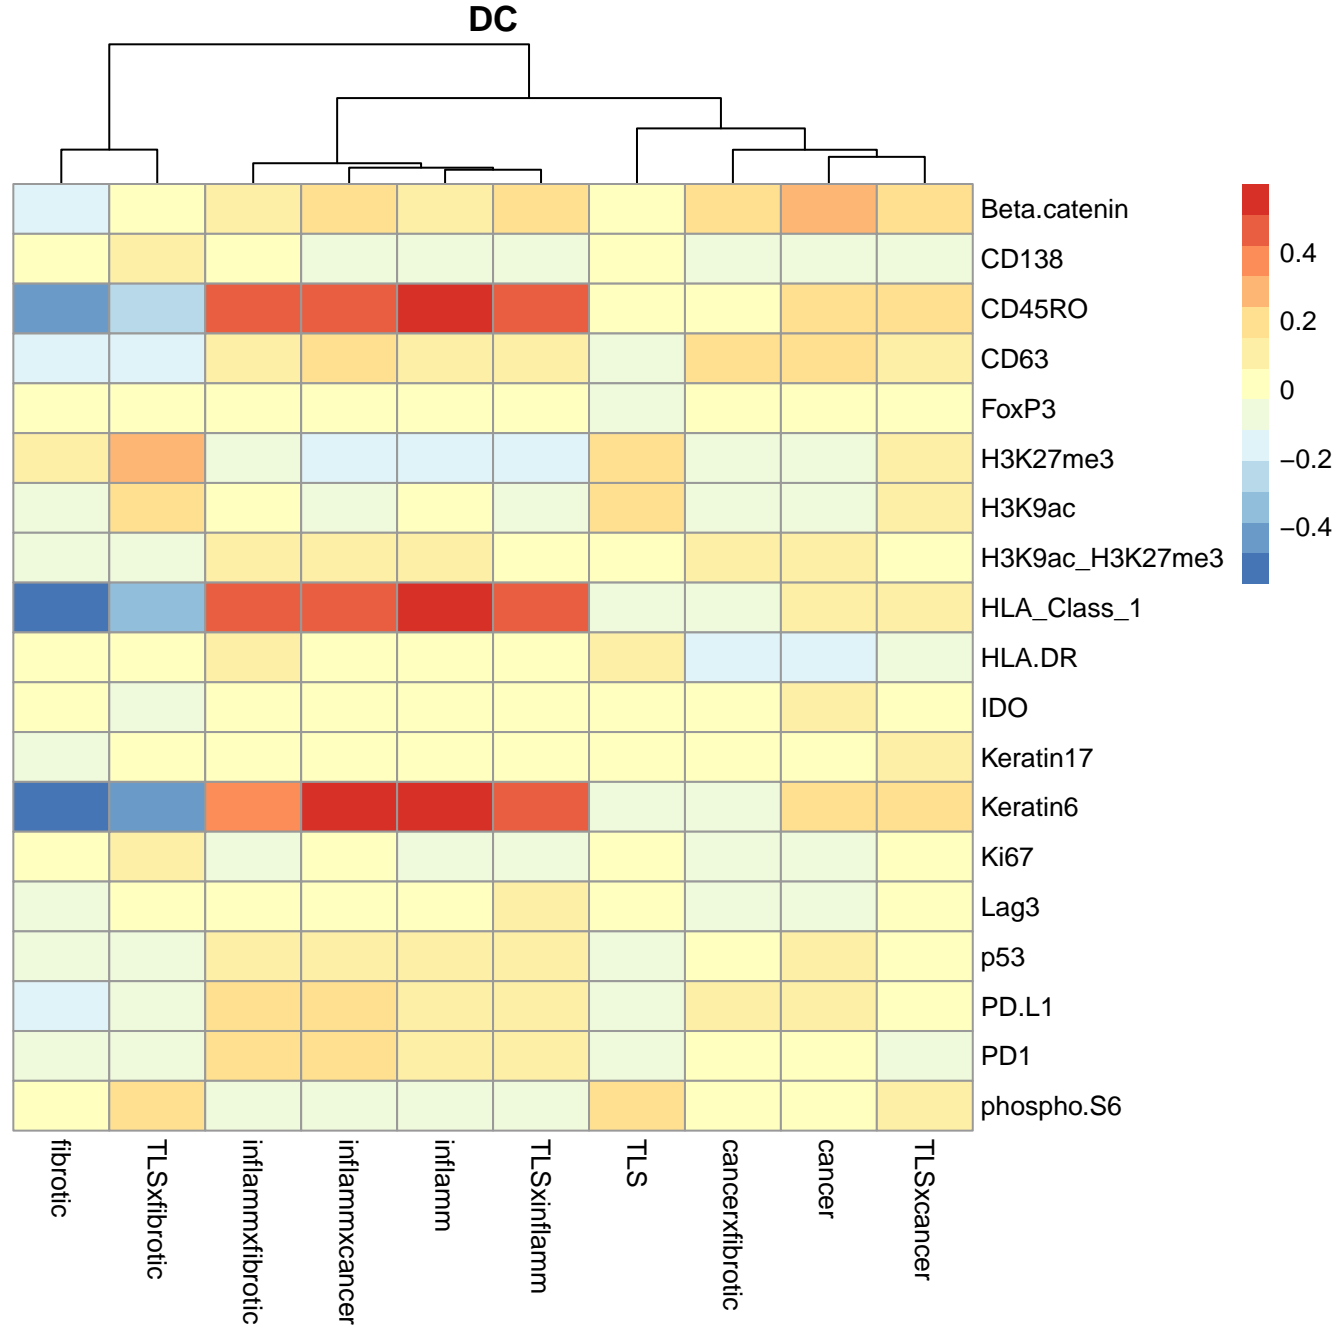 DC
Beta.catenin
CD138
CD45RO
CD63
FoxP3
H3K27me3
H3K9ac
H3K9ac_H3K27me3
HLA_Class_1
HLA.DR
IDO
Keratin17
Keratin6
Ki67
Lag3
p53
PD.L1
PD1
phospho.S6
0.4
0.2
0
−0.2
−0.4
fibrotic
TLSxfibrotic
inflammxfibrotic
inflammxcancer
inflamm
TLSxinflamm
TLS
cancerxfibrotic
cancer
TLSxcancer